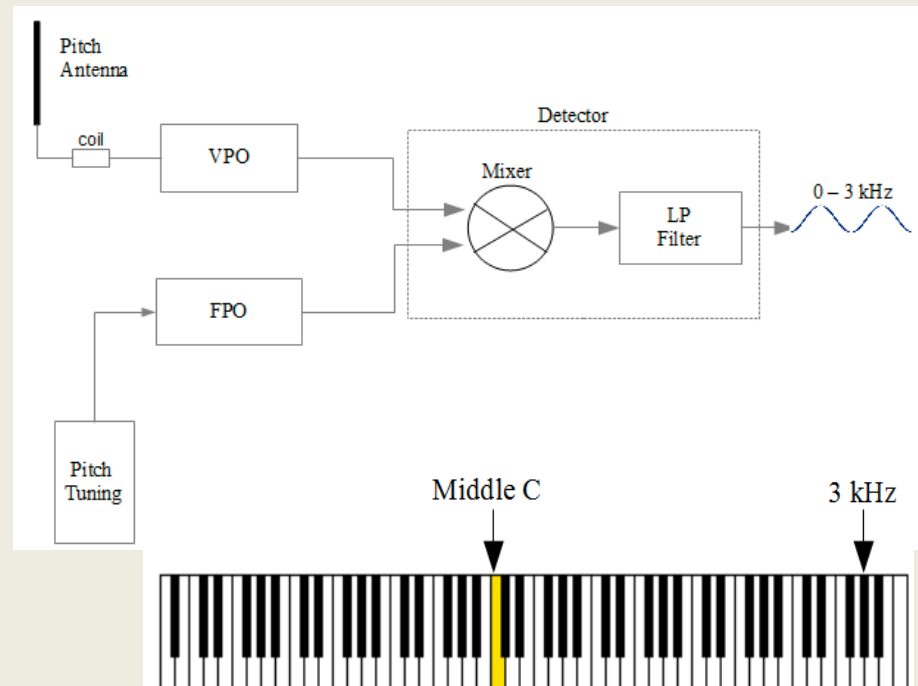 Pitch
Antenna
coil
VPO
Detector
Mixer
LP
Filter
0 – 3 kHz
FPO
Pitch
Tuning
Middle C
3 kHz